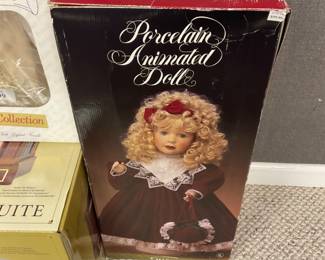 Porcelain
Animated
Doll
Collection
UITE